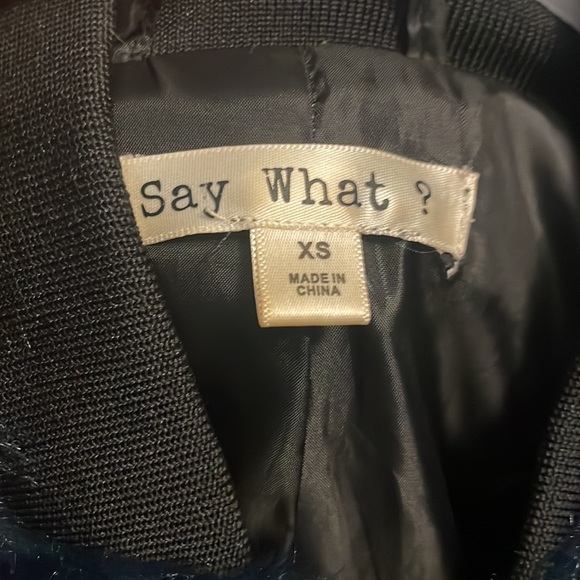 Say What ?
XS
MADE IN
CHINA